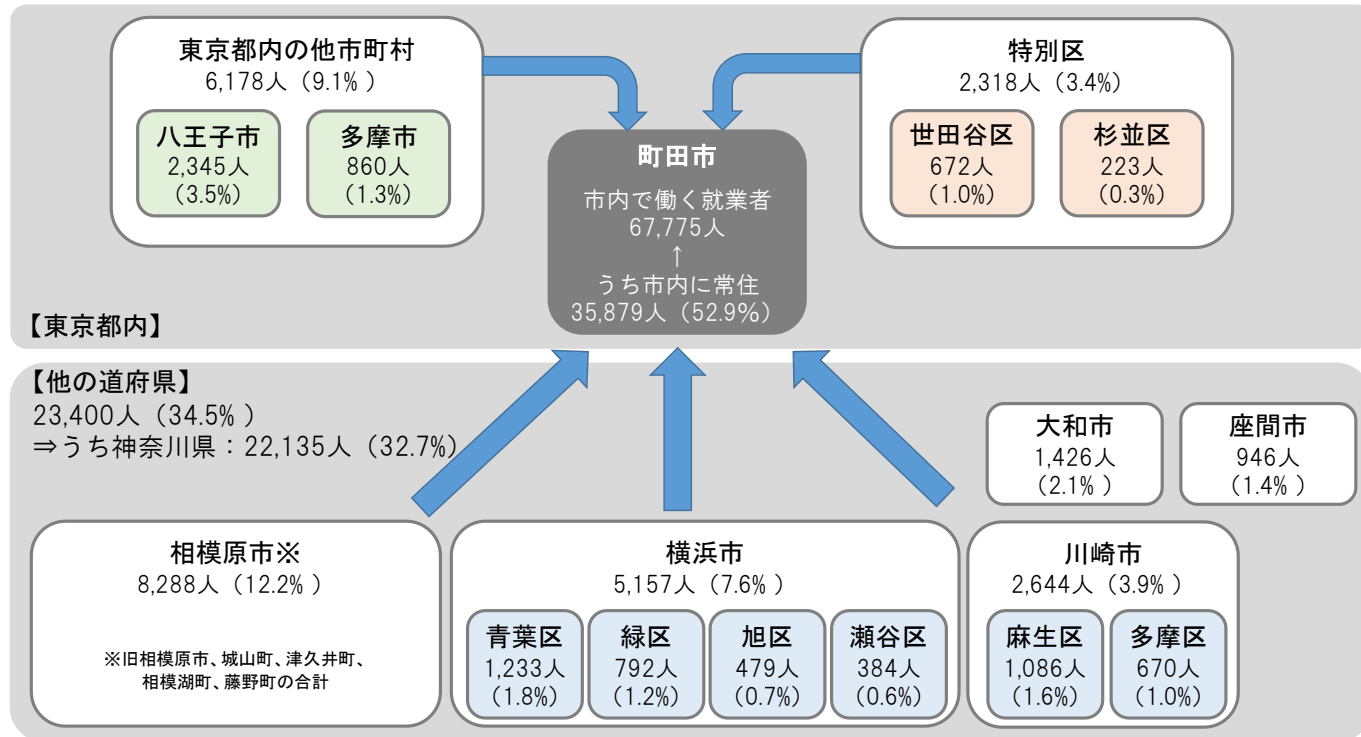 東京都内の他市町村
6,178人（9.1%）
八王子市
2,345人
(3.5%)
多摩市
860人
(1.3%)
特別区
2,318人 (3.4%)
世田谷区
672人
(1.0%)
杉並区
223人
(0.3%)
町田市
市内で働く就業者
67,775人
↑
うち市内に常住
35,879人（52.9%）
【東京都内】
【他の道府県】
23,400人（34.5%）
⇒うち神奈川県：22,135人（32.7%）
大和市
1,426人
(2.1%)
座間市
946人
(1.4%)
相模原市※
8,288人（12.2%）
※旧相模原市、城山町、津久井町、
相模湖町、藤野町の合計
横浜市
5,157人（7.6%）
青葉区
1,233人
(1.8%)
緑区
792人
(1.2%)
旭区
479人
(0.7%)
瀬谷区
384人
(0.6%)
川崎市
2,644人（3.9%）
麻生区
1,086人
(1.6%)
多摩区
670人
(1.0%)